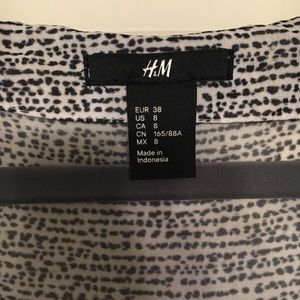 H&M
EUR 38
US 8
CA 8
CN 165/88A
MX 8
Made in
Indonesia